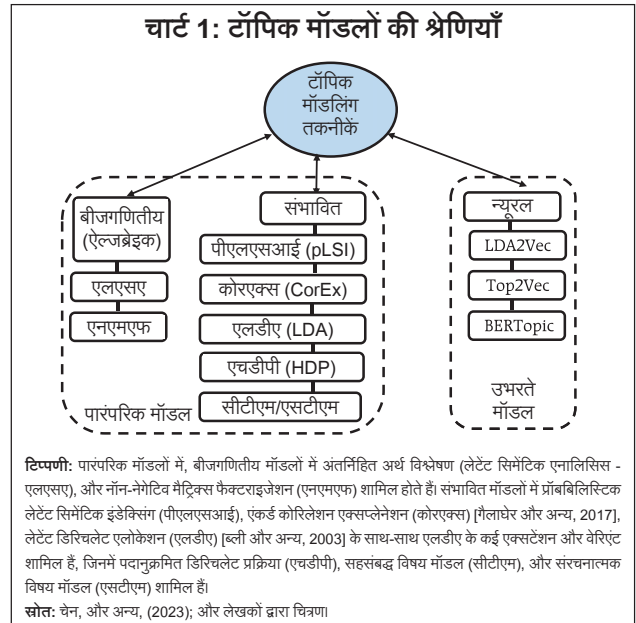 चार्ट 1: टॉपिक मॉडलों की श्रेणियाँ
टॉपिक
मॉडलिंग
तकनीकें
बीजगणितीय
(ऐल्जब्रेइक)
एलएसए
एनएमएफ
संभावित
पीएलएसआई (pLSI)
कोरएक्स (CorEx)
एलडीए (LDA)
एचडीपी (HDP)
सीटीएम/एसटीएम
पारंपरिक मॉडल
न्यूरल
LDA2Vec
Top2Vec
BERTopic
उभरते
मॉडल
टिप्पणी: पारंपरिक मॉडलों में, बीजगणितीय मॉडलों में अंतर्निहित अर्थ विश्लेषण (लेटेंट सिमेंटिक एनालिसिस -
एलएसए), और नॉन-नेगेटिव मैट्रिक्स फैक्टराइजेशन (एनएमएफ) शामिल होते हैं। संभावित मॉडलों में प्रॉबबिलिस्टिक
लेटेंट सिमेंटिक इंडेक्सिंग (पीएलएसआई), एंकर्ड कोरिलेशन एक्सप्लेनेशन (कोरएक्स) [गैलाघेर और अन्य, 2017],
लेटेंट डिरिचलेट एलोकेशन (एलडीए) [ब्ली और अन्य, 2003] के साथ-साथ एलडीए के कई एक्सटेंशन और वेरिएंट
शामिल हैं, जिनमें पदानुक्रमित डिरिचलेट प्रक्रिया (एचडीपी), सहसंबद्ध विषय मॉडल (सीटीएम), और संरचनात्मक
विषय मॉडल (एसटीएम) शामिल हैं।
स्रोत: चेन, और अन्य, (2023); और लेखकों द्वारा चित्रण।